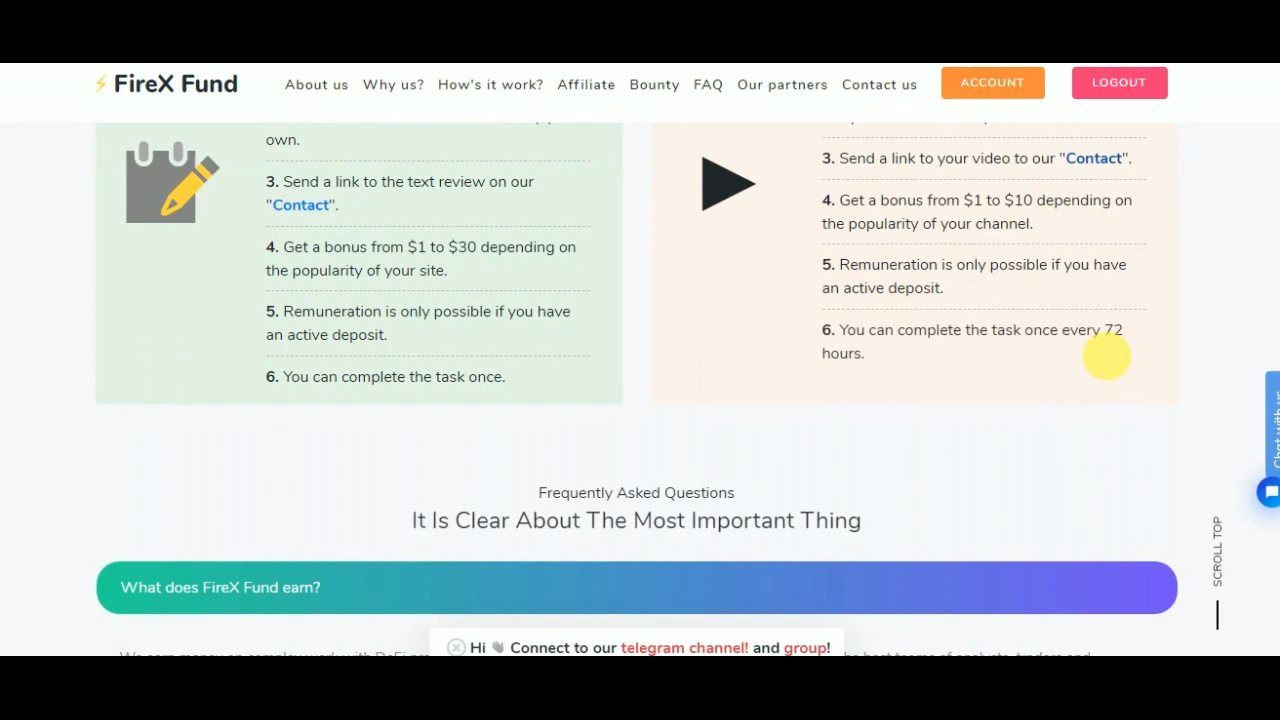 ⚡ FireX Fund
About us Why us? How's it work? Affiliate Bounty FAQ Our partners Contact us ACCOUNT LOGOUT
own.
3. Send a link to the text review on our
"Contact".
4. Get a bonus from $1 to $30 depending on
the popularity of your site.
5. Remuneration is only possible if you have
an active deposit.
6. You can complete the task once.
3. Send a link to your video to our "Contact".
4. Get a bonus from $1 to $10 depending on
the popularity of your channel.
5. Remuneration is only possible if you have
an active deposit.
6. You can complete the task once every 72
hours.
Chat with us
SCROLL TOP
Frequently Asked Questions
It Is Clear About The Most Important Thing
What does FireX Fund earn?
Hi 👋 Connect to our telegram channel! and group!